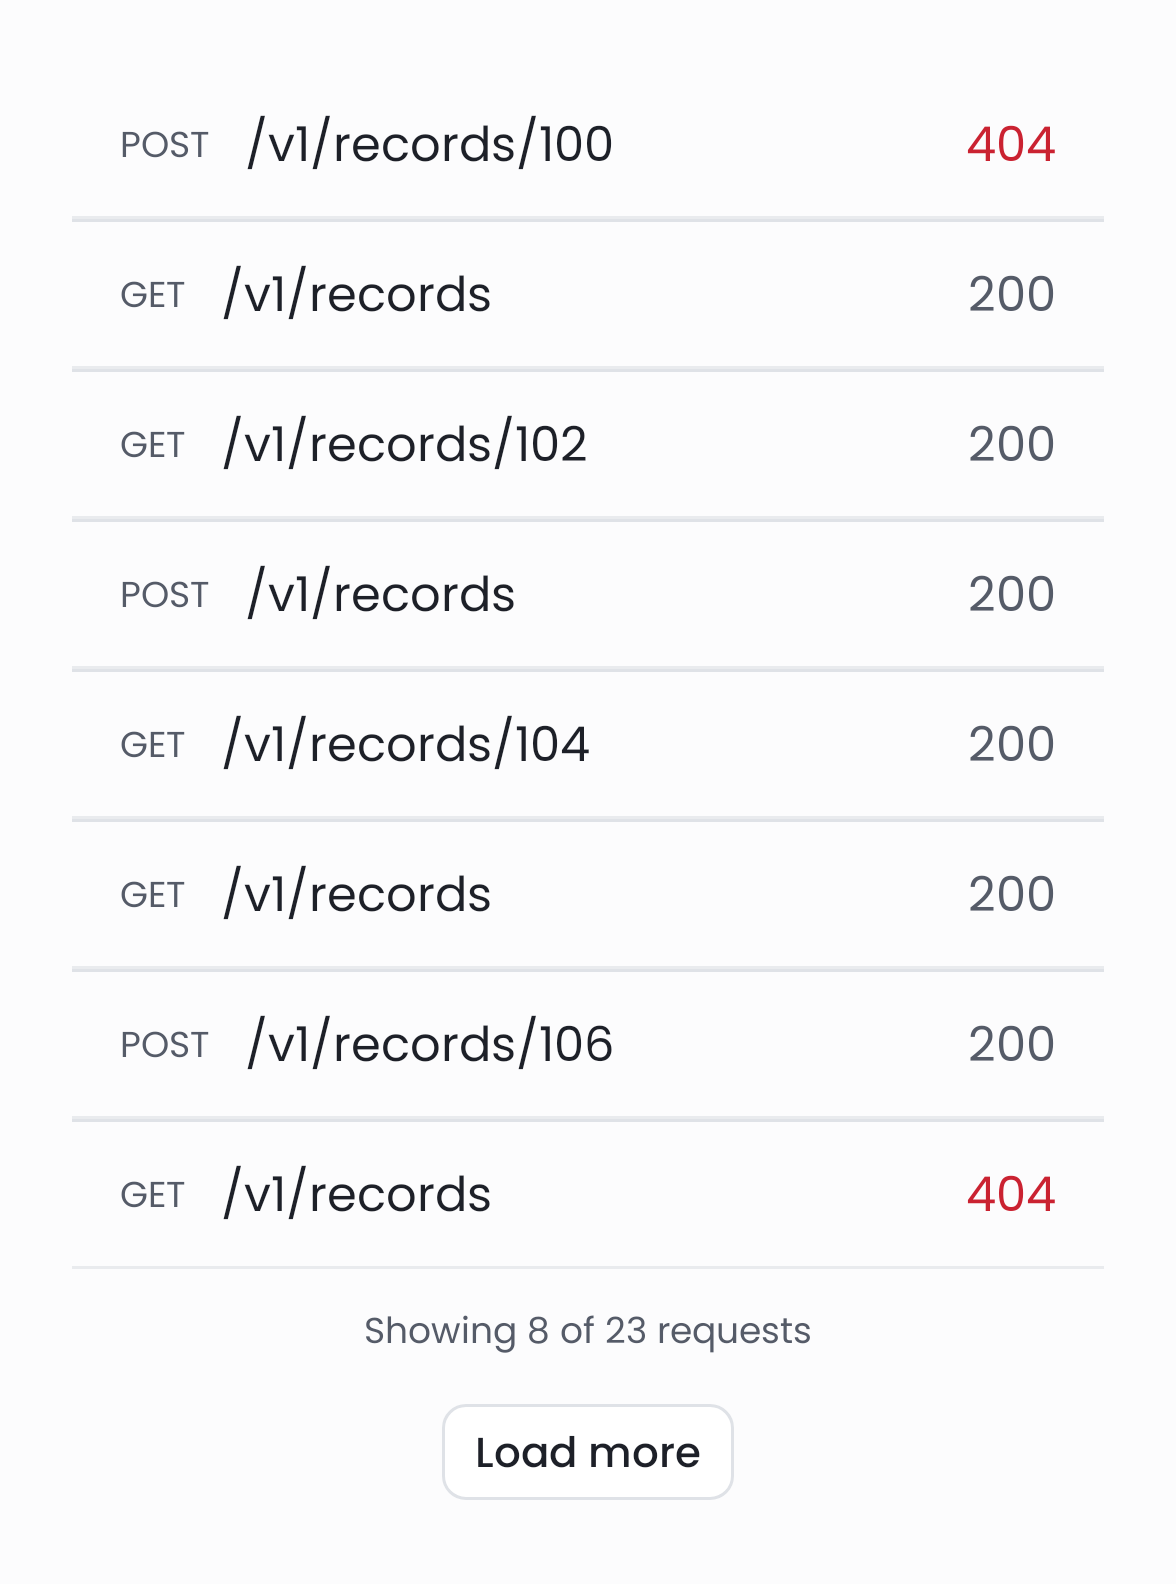 POST /v1/records/100 404
GET /v1/records 200
GET /v1/records/102 200
POST /v1/records 200
GET /v1/records/104 200
GET /v1/records 200
POST /v1/records/106 200
GET /v1/records 404
Showing 8 of 23 requests
Load more